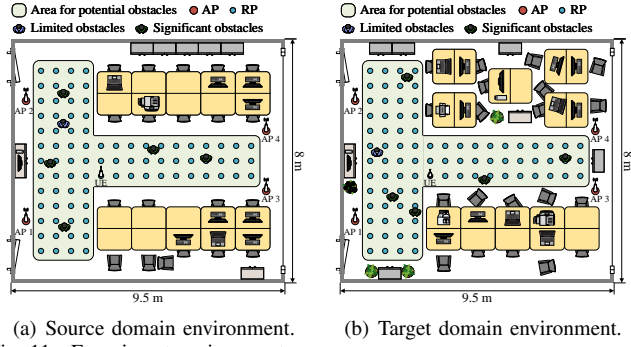 Area for potential obstacles AP RP
Limited obstacles Significant obstacles
AP 2
AP 4
UE
AP 3
AP 1
9.5 m
(a) Source domain environment.
Area for potential obstacles AP RP
Limited obstacles Significant obstacles
AP 2
AP 4
UE
AP 3
AP 1
8 m
9.5 m
(b) Target domain environment.
8 m